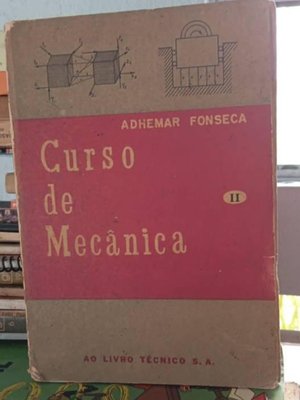 ADHEMAR FONSECA
Curso
de
II
Mecânica
AO LIVRO TÉCNICO S. A.